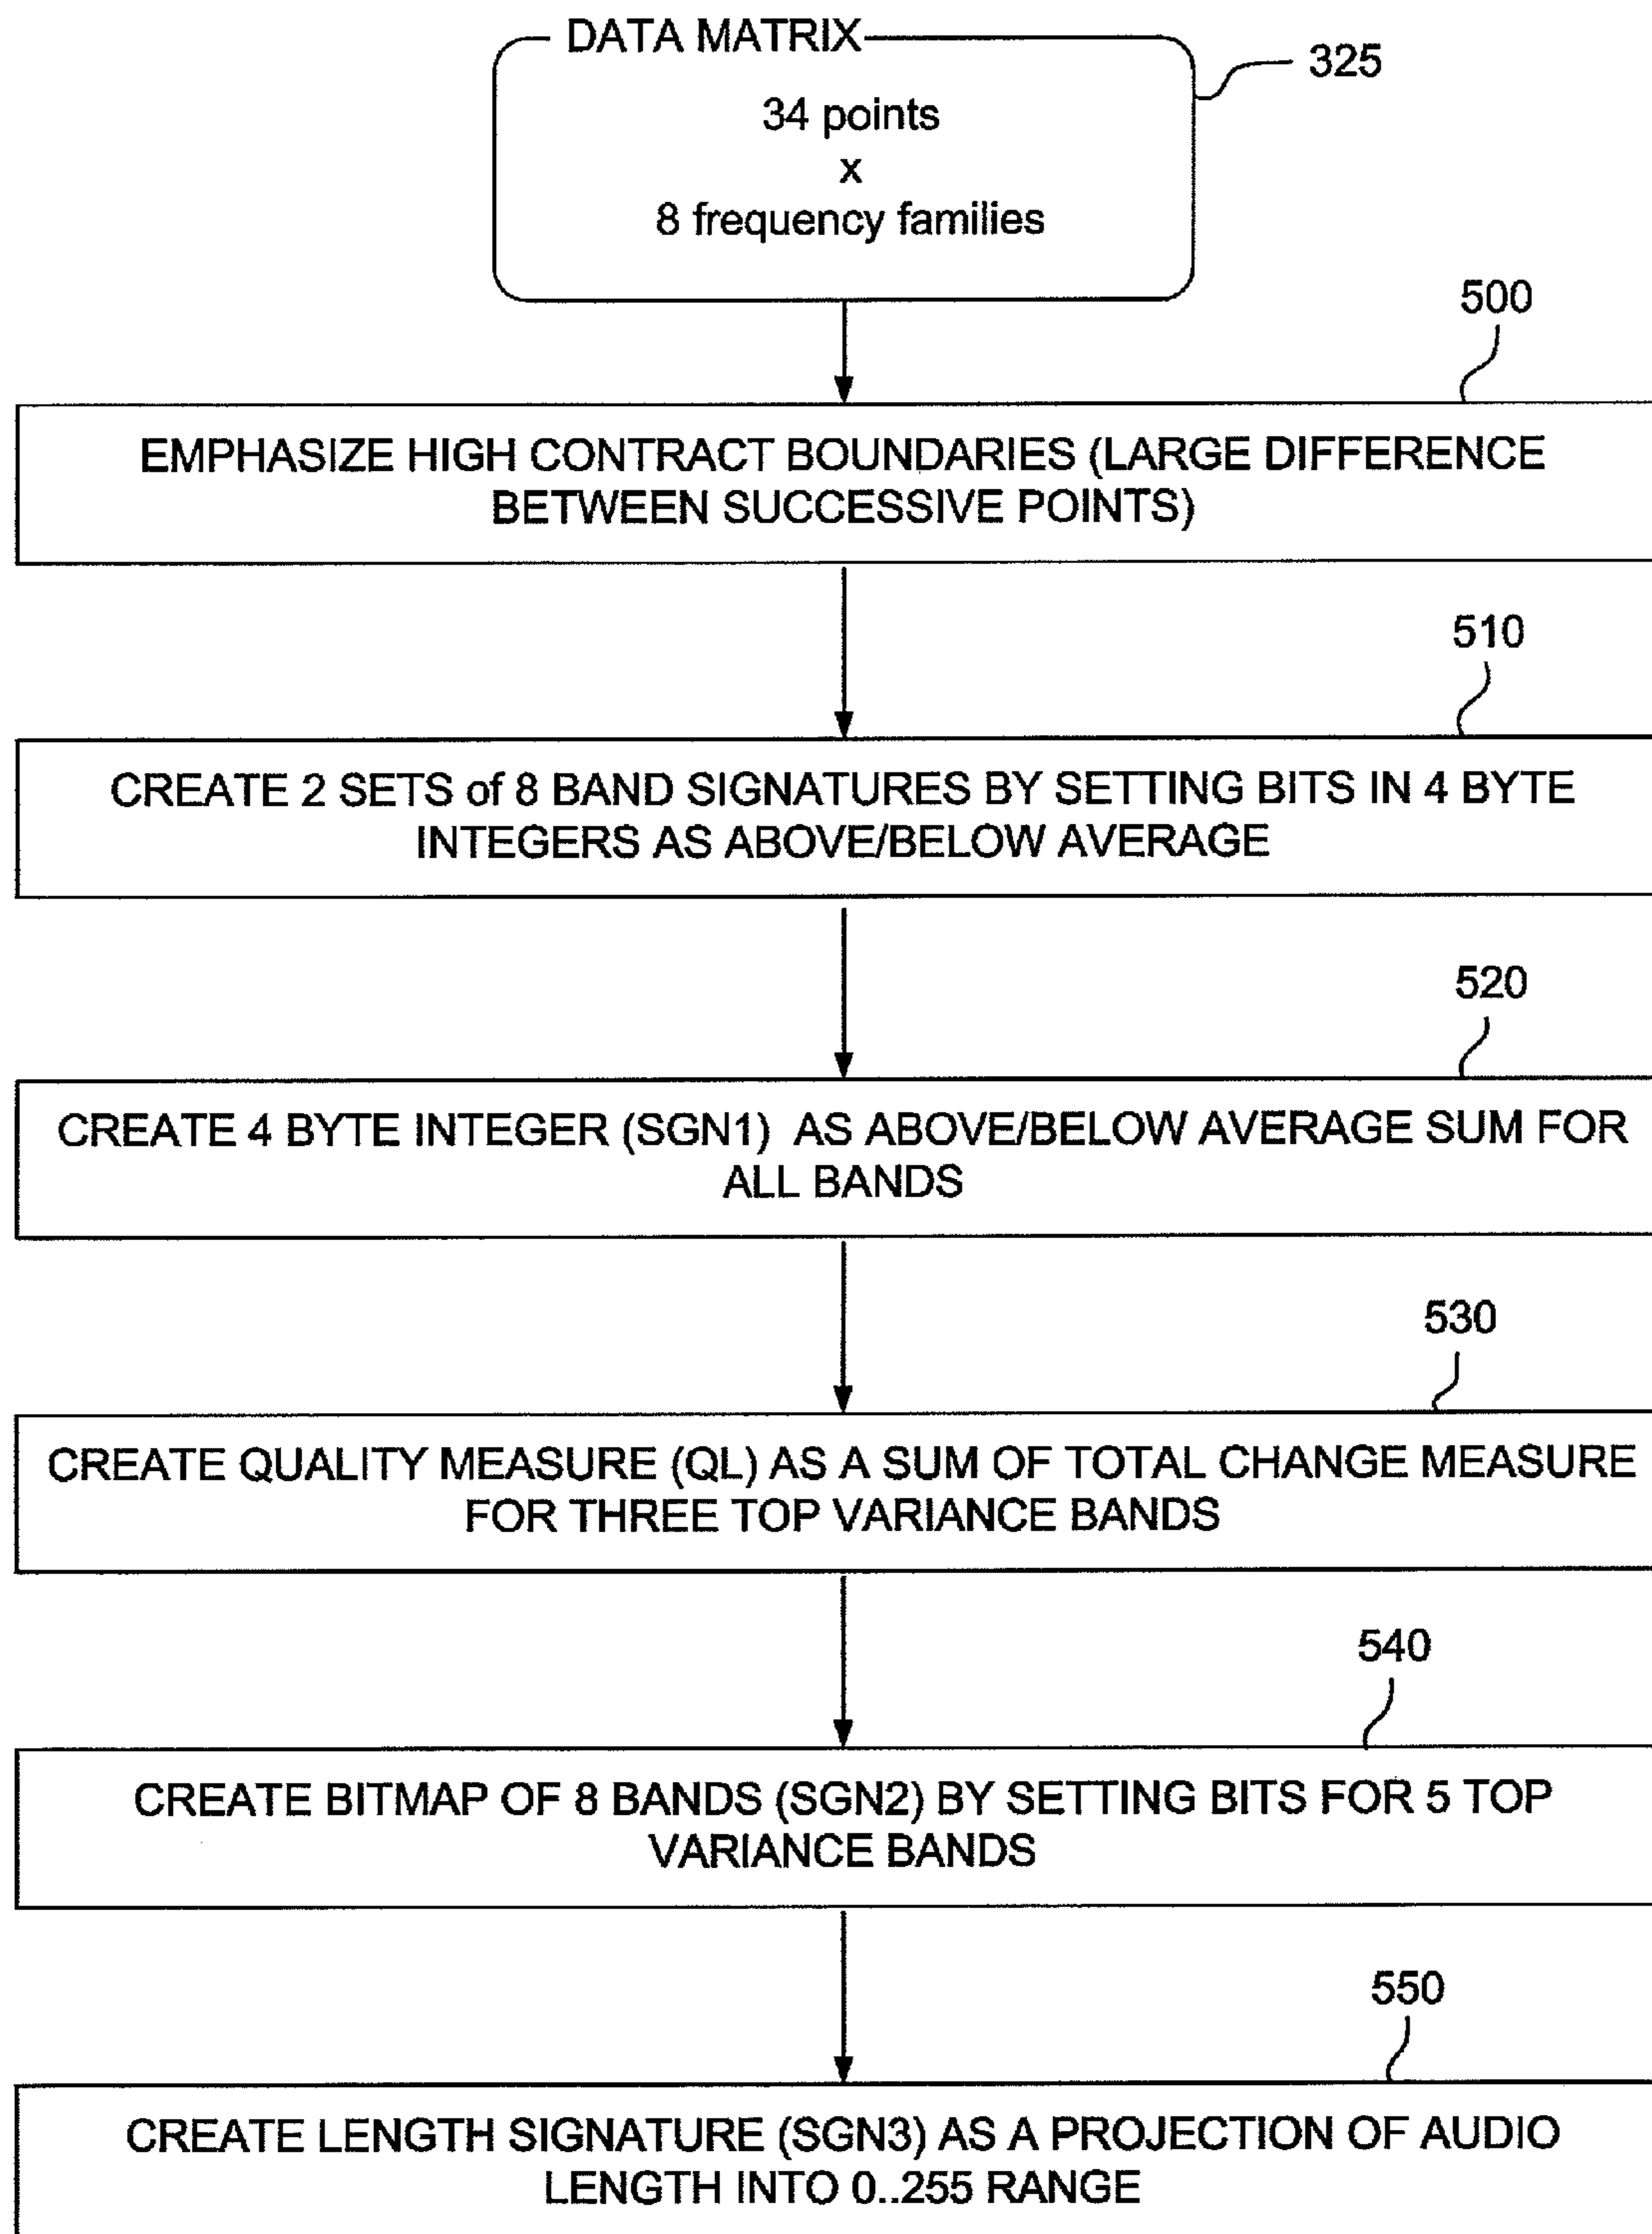 DATA MATRIX
325
34 points
x
8 frequency families
500
EMPHASIZE HIGH CONTRACT BOUNDARIES (LARGE DIFFERENCE
BETWEEN SUCCESSIVE POINTS)
510
CREATE 2 SETS of 8 BAND SIGNATURES BY SETTING BITS IN 4 BYTE
INTEGERS AS ABOVE/BELOW AVERAGE
520
CREATE 4 BYTE INTEGER (SGN1) AS ABOVE/BELOW AVERAGE SUM FOR
ALL BANDS
530
CREATE QUALITY MEASURE (QL) AS A SUM OF TOTAL CHANGE MEASURE
FOR THREE TOP VARIANCE BANDS
540
CREATE BITMAP OF 8 BANDS (SGN2) BY SETTING BITS FOR 5 TOP
VARIANCE BANDS
550
CREATE LENGTH SIGNATURE (SGN3) AS A PROJECTION OF AUDIO
LENGTH INTO 0..255 RANGE